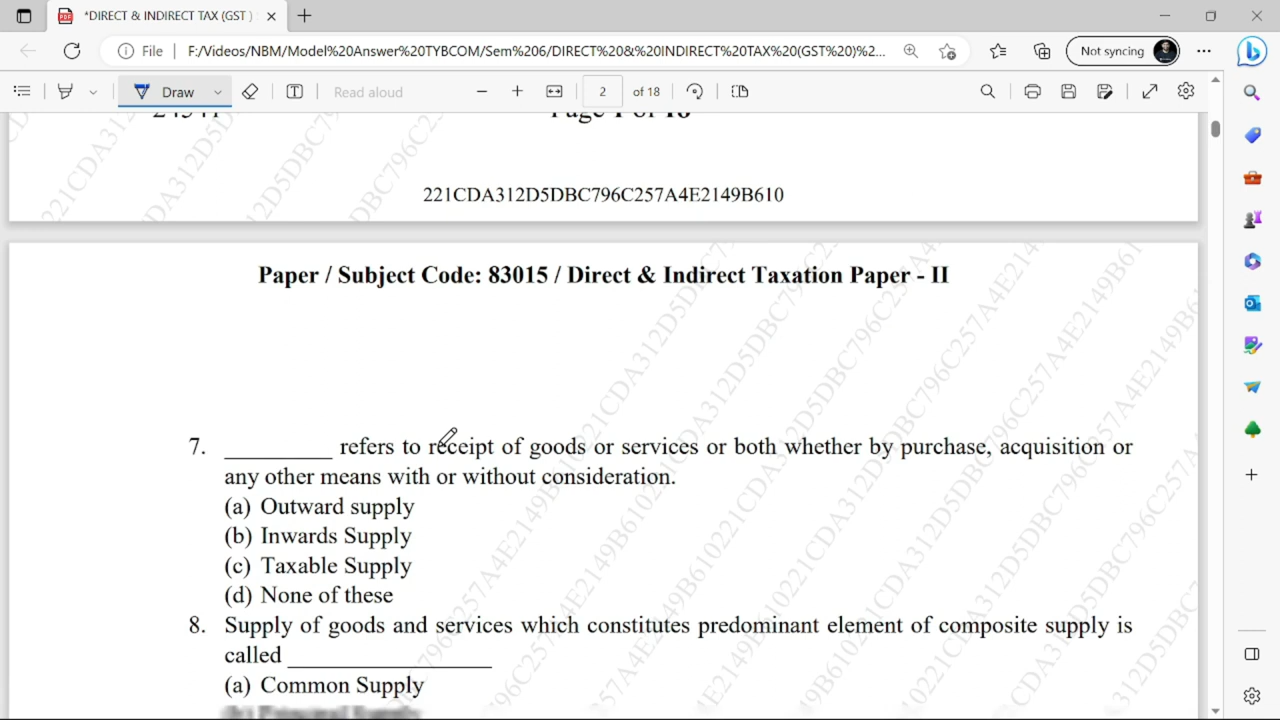 *DIRECT & INDIRECT TAX (GST )
File
F:/Videos/NBM/Model%20Answer%20TYBCOM/Sem%206/DIRECT%20&%20INDIRECT%20TAX%20(GST%20)%2...
Not syncing
Draw
Read aloud
2
of 18
221CDA312D5DBC796C257A4E2149B610
Paper / Subject Code: 83015 / Direct & Indirect Taxation Paper - II
7. _________ refers to receipt of goods or services or both whether by purchase, acquisition or
any other means with or without consideration.
(a) Outward supply
(b) Inwards Supply
(c) Taxable Supply
(d) None of these
8. Supply of goods and services which constitutes predominant element of composite supply is
called _________________
(a) Common Supply